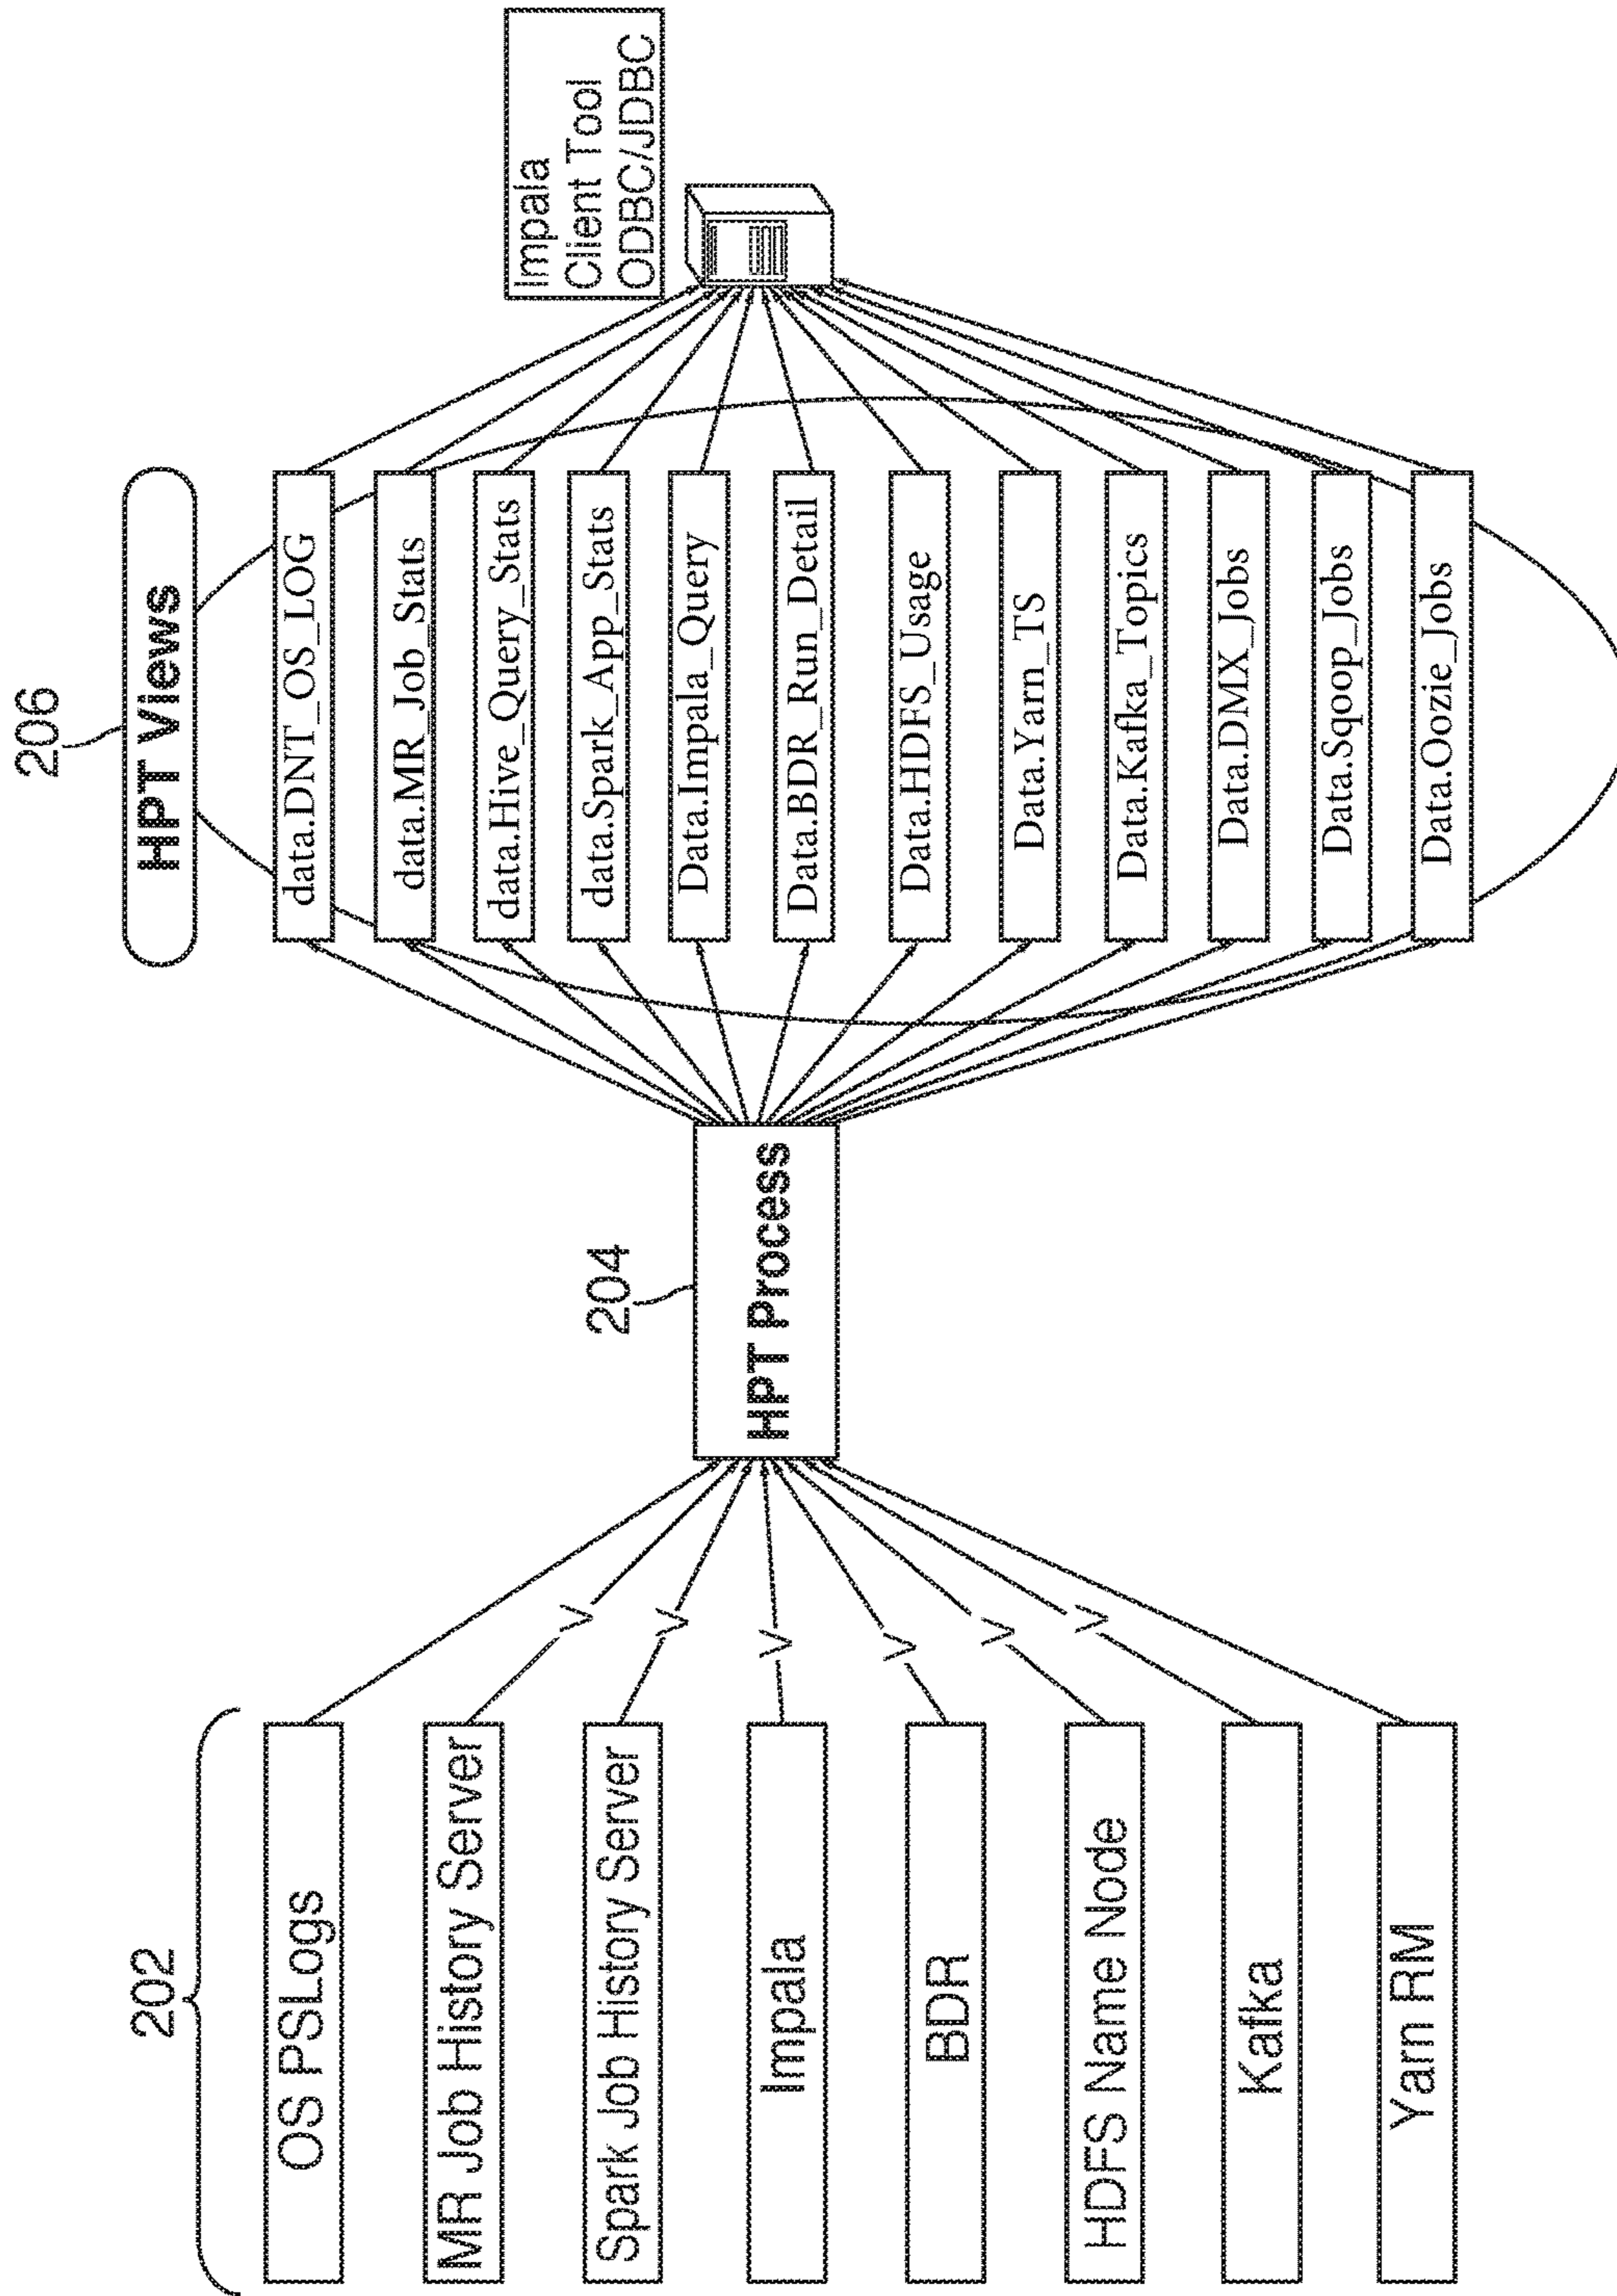 202
OS PSLogs
MR Job History Server
Spark Job History Server
Impala
BDR
HDFS Name Node
Kafka
Yarn RM
V
V
V
V
V
V
204
HPT Process
206
HPT Views
data.DNT_OS_LOG
data.MR_Job_Stats
data.Hive_Query_Stats
data.Spark_App_Stats
Data.Impala_Query
Data.BDR_Run_Detail
Data.HDFS_Usage
Data.Yarn_TS
Data.Kafka_Topics
Data.DMX_Jobs
Data.Sqoop_Jobs
Data.Oozie_Jobs
Impala
Client Tool
ODBC/JDBC